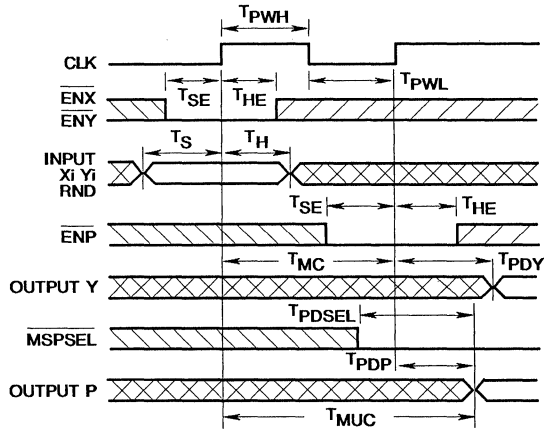 TPWH
CLK
TPWL
ENX
ENY
TSE THE
TS TH
INPUT
Xi Yi
RND
TSE THE
ENP
TMC TPDY
OUTPUT Y
TPDSEL
MSPSEL
TPDP
OUTPUT P
TMUC